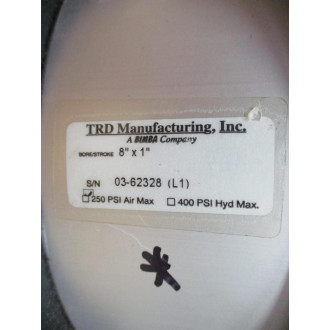 TRD Manufacturing, Inc.
A BIMBA Company
BORE/STROKE 8" x 1"
S/N 03-62328 (L1)
250 PSI Air Max 400 PSI Hyd Max.